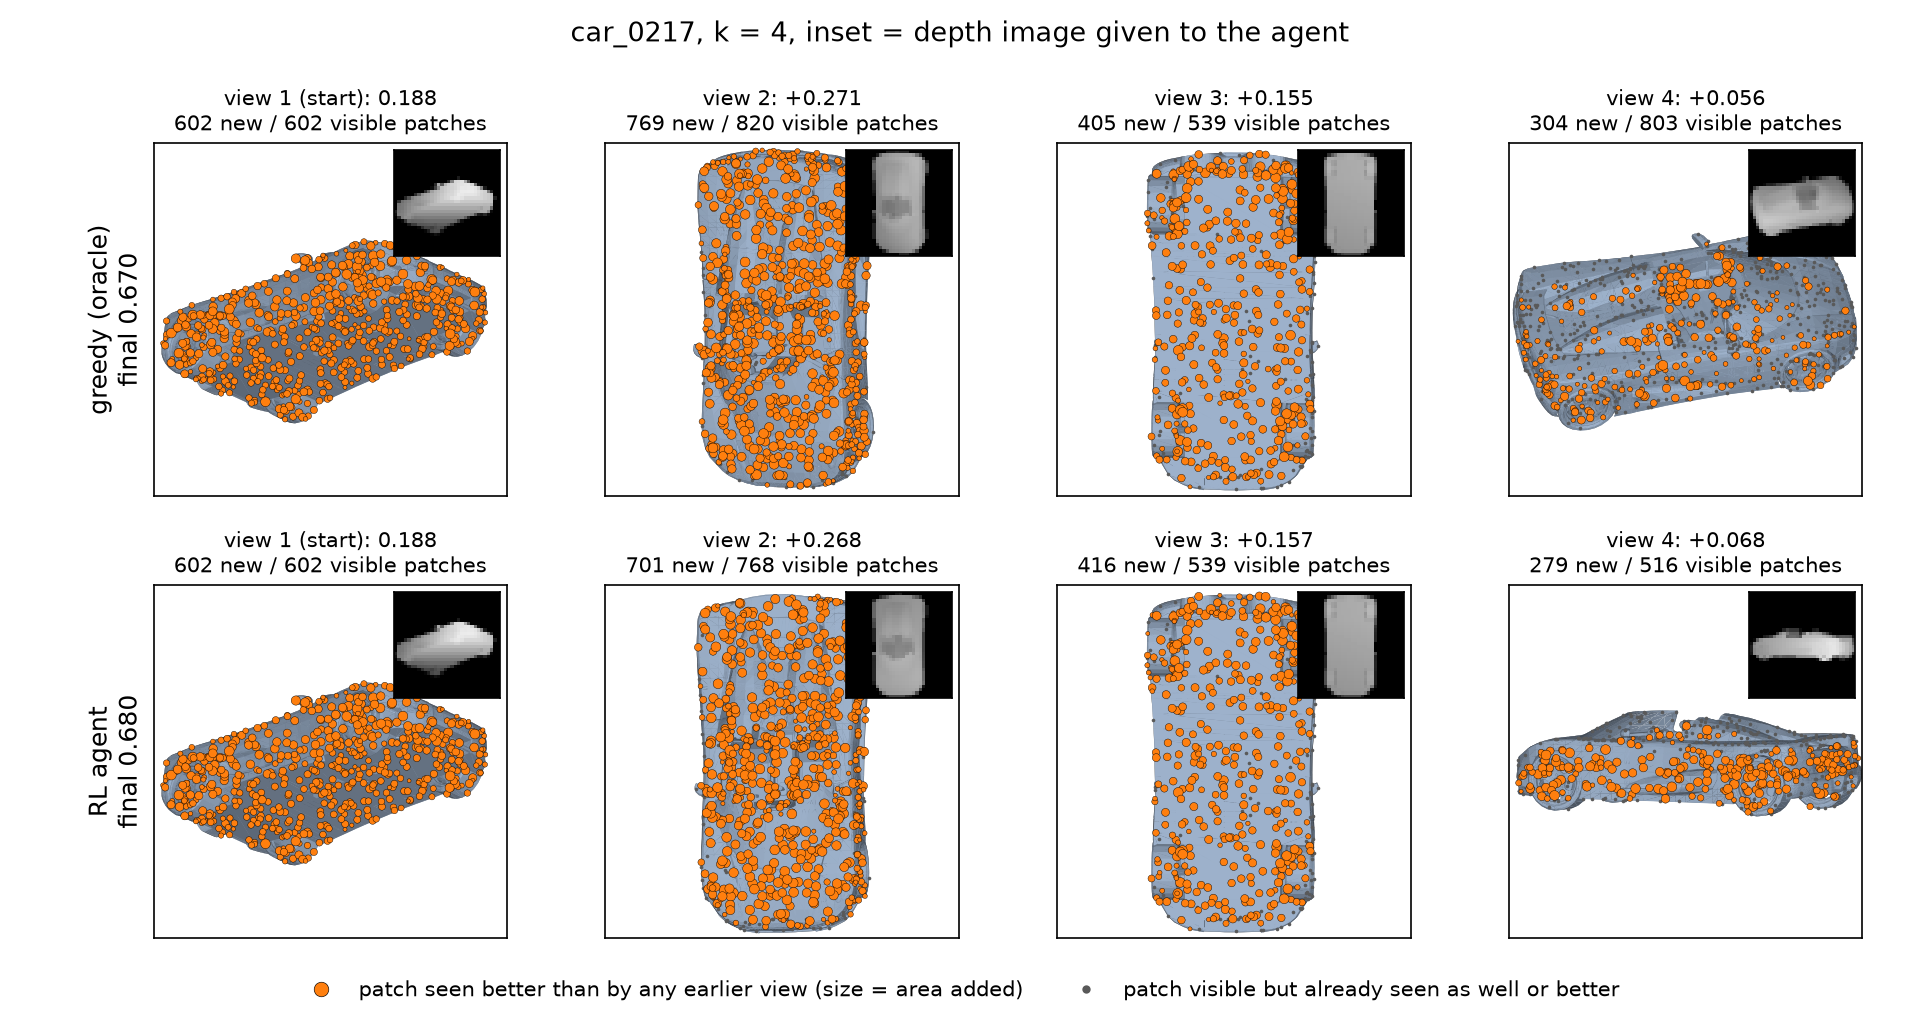 car_0217, k = 4, inset = depth image given to the agent
view 1 (start): 0.188
602 new / 602 visible patches
view 2: +0.271
769 new / 820 visible patches
view 3: +0.155
405 new / 539 visible patches
view 4: +0.056
304 new / 803 visible patches
greedy (oracle)
final 0.670
view 1 (start): 0.188
602 new / 602 visible patches
view 2: +0.268
701 new / 768 visible patches
view 3: +0.157
416 new / 539 visible patches
view 4: +0.068
279 new / 516 visible patches
RL agent
final 0.680
patch seen better than by any earlier view (size = area added)
patch visible but already seen as well or better